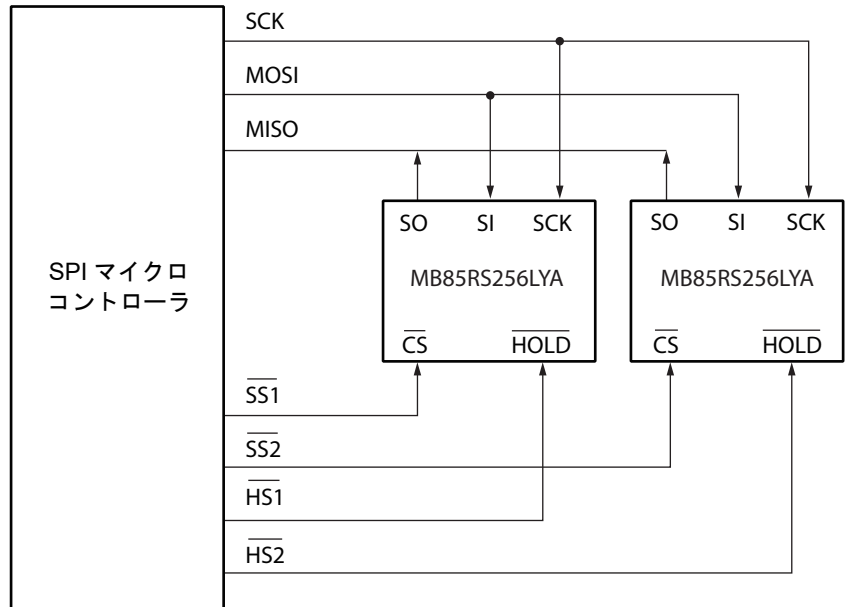 SCK
MOSI
MISO
SO SI SCK
MB85RS256LYA
CS HOLD
SO SI SCK
MB85RS256LYA
CS HOLD
SPI マイクロ
コントローラ
SS1
SS2
HS1
HS2